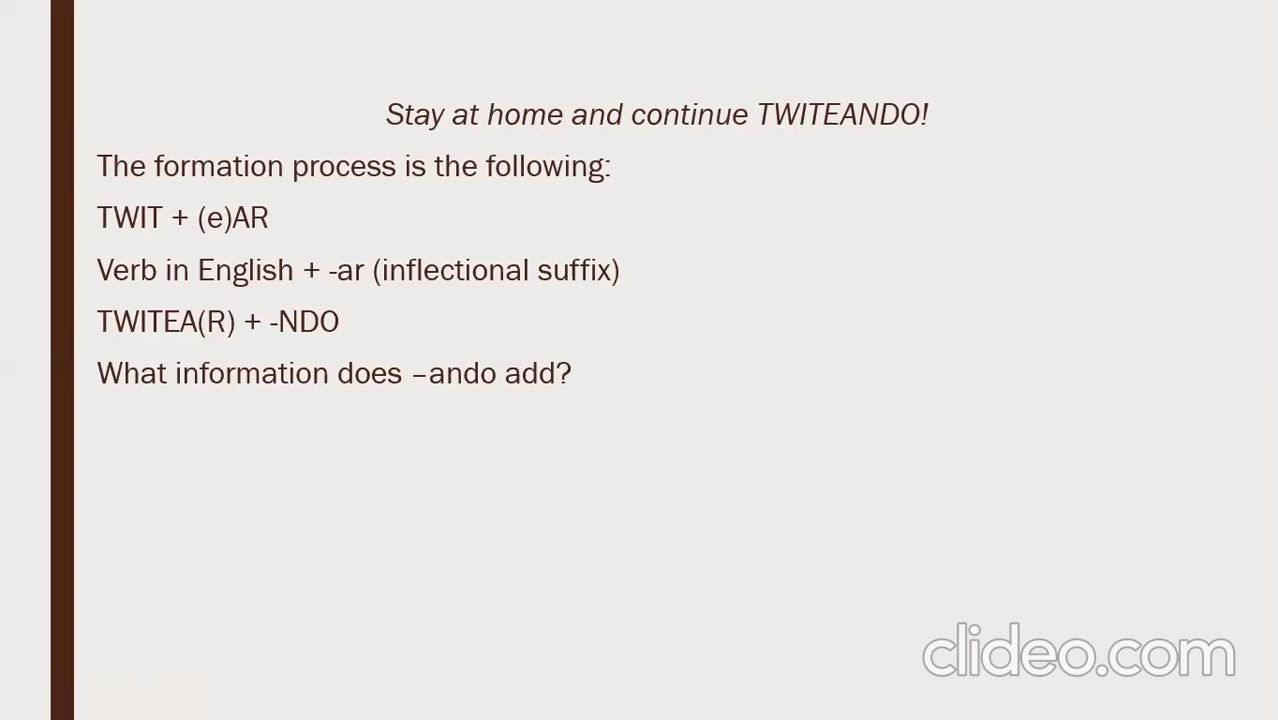 Stay at home and continue TWITEANDO!
The formation process is the following:
TWIT + (e)AR
Verb in English + -ar (inflectional suffix)
TWITEA(R) + -NDO
What information does –ando add?
clideo.com